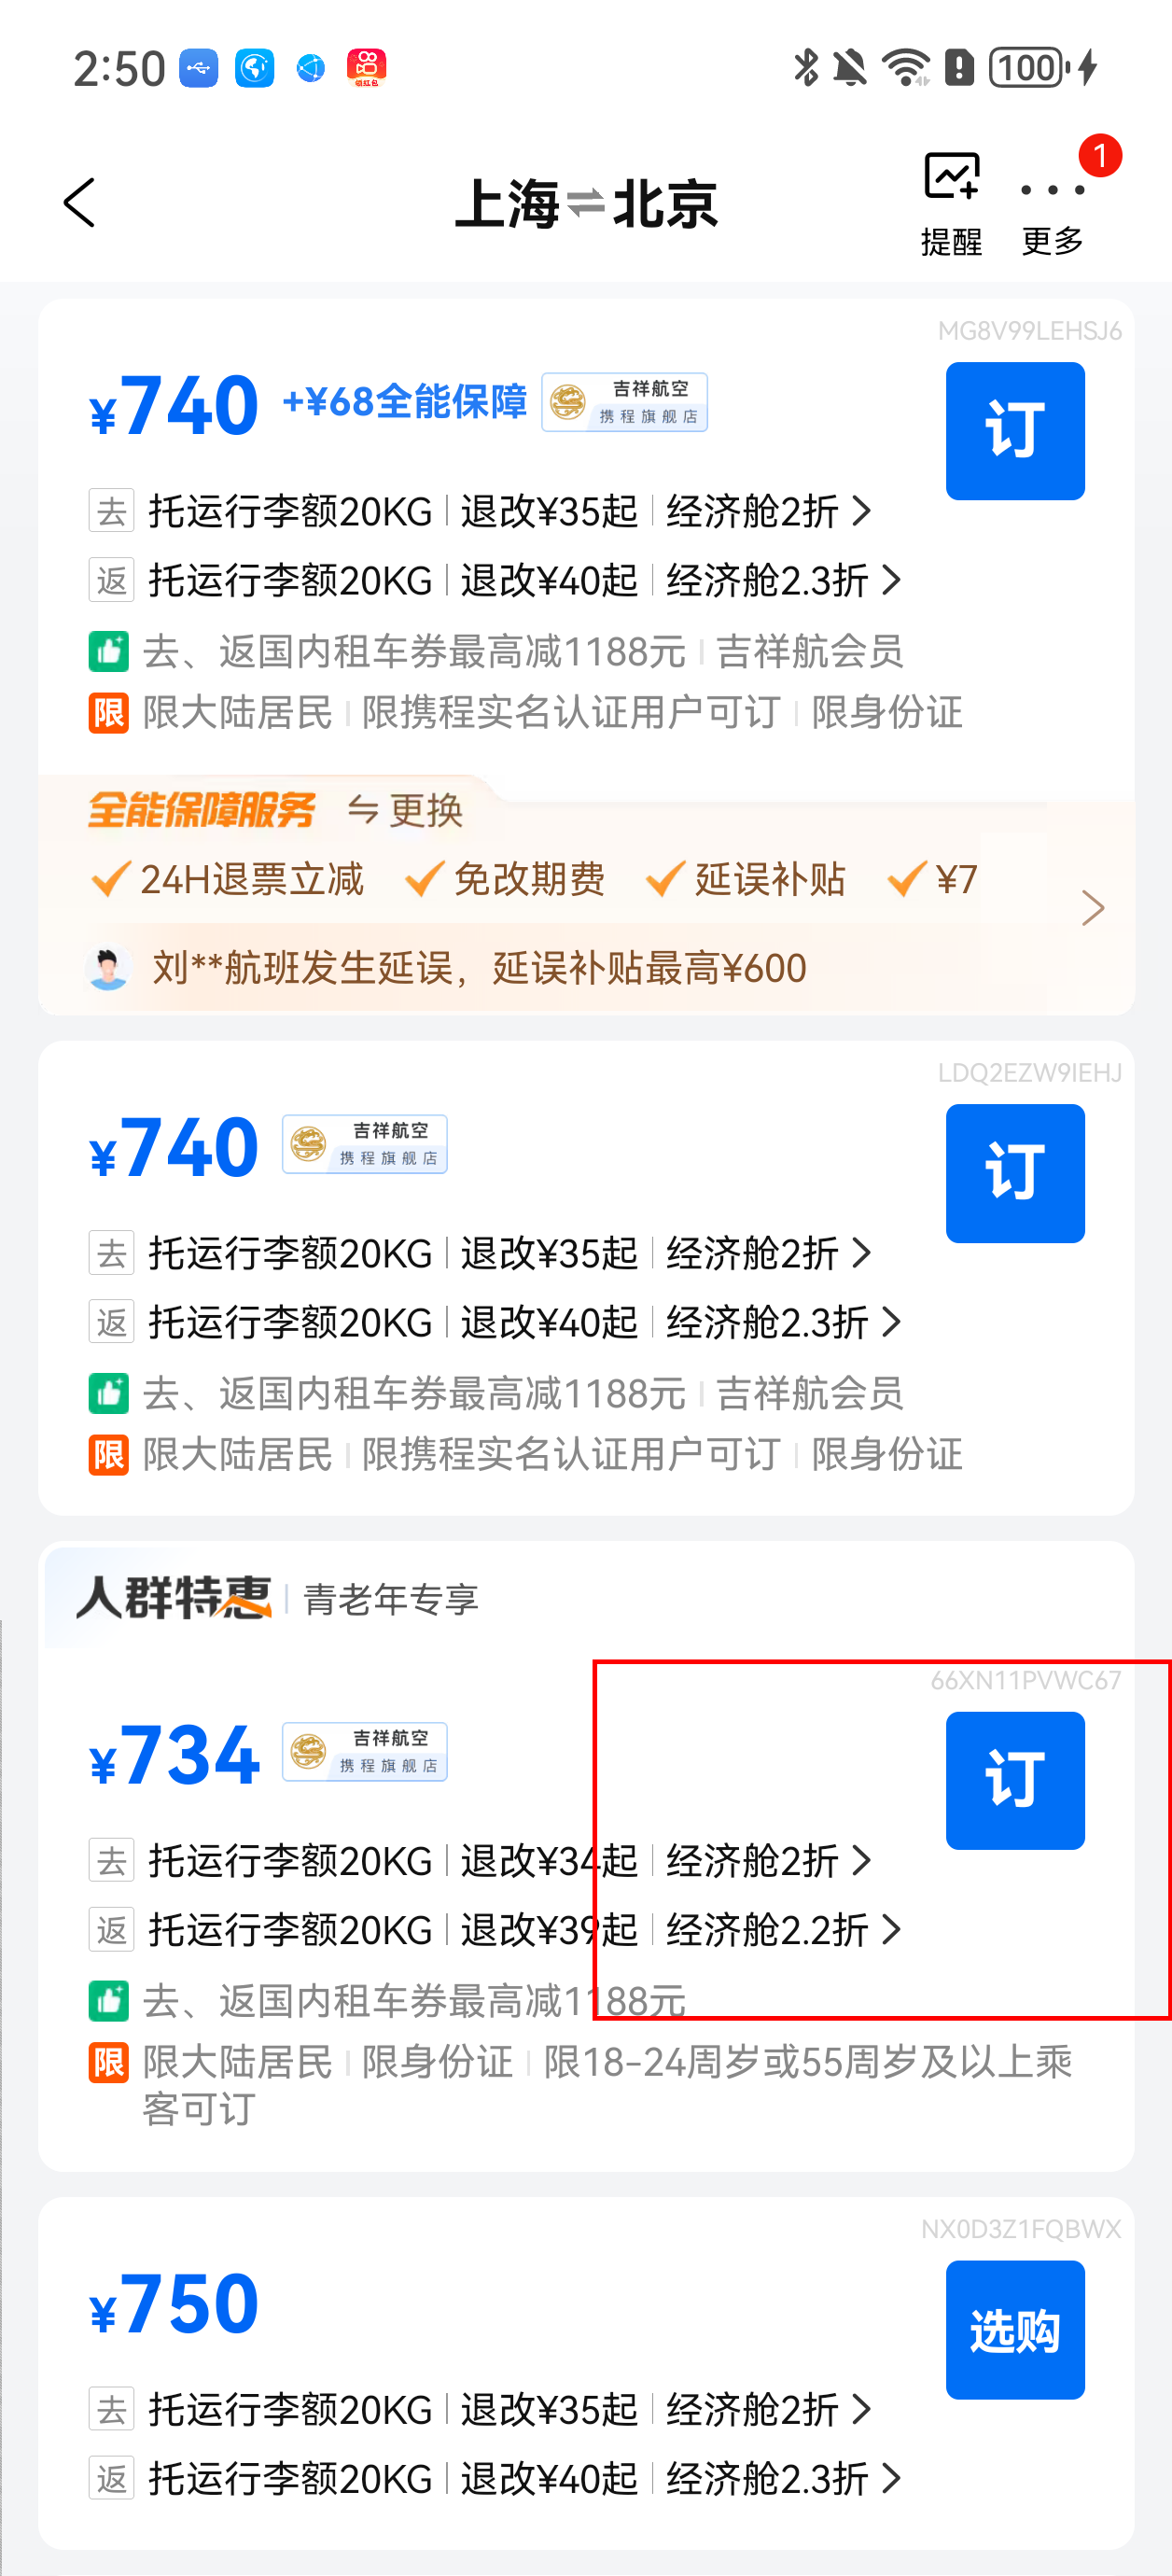 2:50
领红包
100
上海⇌北京
提醒
更多
1
MG8V99LEHSJ6
¥740 +¥68全能保障 吉祥航空 携程旗舰店
订
去 托运行李额20KG 退改¥35起 经济舱2折
返 托运行李额20KG 退改¥40起 经济舱2.3折
去、返国内租车券最高减1188元 吉祥航会员
限 限大陆居民 限携程实名认证用户可订 限身份证
全能保障服务 ⇋更换
24H退票立减 免改期费 延误补贴 ¥7
刘**航班发生延误，延误补贴最高¥600
LDQ2EZW9IEHJ
¥740 吉祥航空 携程旗舰店
订
去 托运行李额20KG 退改¥35起 经济舱2折
返 托运行李额20KG 退改¥40起 经济舱2.3折
去、返国内租车券最高减1188元 吉祥航会员
限 限大陆居民 限携程实名认证用户可订 限身份证
人群特惠 青老年专享
66XN11PVWC67
¥734 吉祥航空 携程旗舰店
订
去 托运行李额20KG 退改¥34起 经济舱2折
返 托运行李额20KG 退改¥39起 经济舱2.2折
去、返国内租车券最高减1188元
限 限大陆居民 限身份证 限18-24周岁或55周岁及以上乘
客可订
NX0D3Z1FQBWX
¥750
选购
去 托运行李额20KG 退改¥35起 经济舱2折
返 托运行李额20KG 退改¥40起 经济舱2.3折